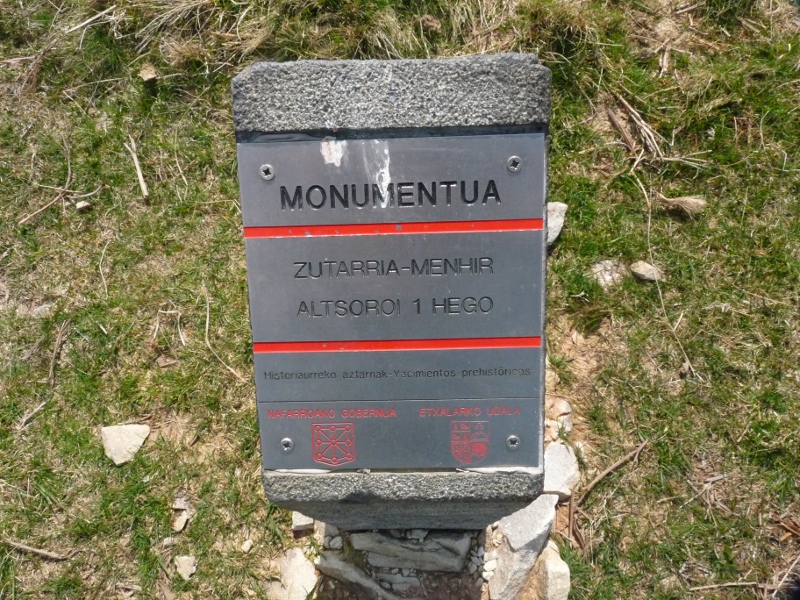 MONUMENTUA
ZUTARRIA-MENHIR
ALTSOROI 1 HEGO
Historiaurreko aztarnak-Yacimientos prehistóricos
NAFARROAKO GOBERNUA ETXALARKO UDALA